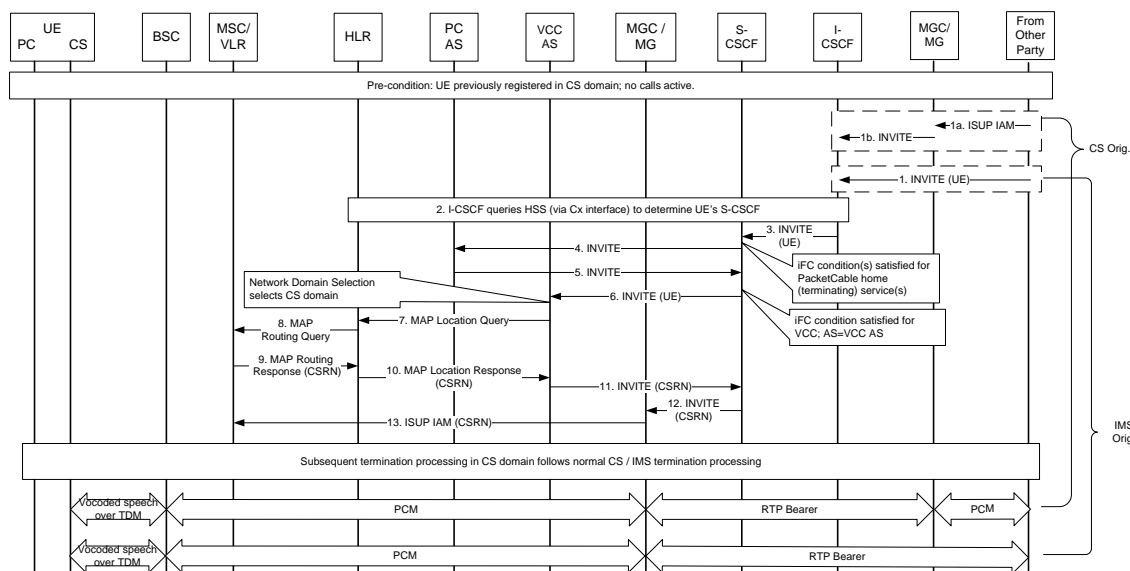 UE
PC CS
BSC
MSC/
VLR
HLR
PC
AS
VCC
AS
MGC /
MG
S-
CSCF
I-
CSCF
MGC/
MG
From
Other
Party
Pre-condition: UE previously registered in CS domain; no calls active.
1a. ISUP IAM
1b. INVITE
CS Orig.
1. INVITE (UE)
2. I-CSCF queries HSS (via Cx interface) to determine UE's S-CSCF
3. INVITE
(UE)
4. INVITE
iFC condition(s) satisfied for
PacketCable home
(terminating) service(s)
5. INVITE
Network Domain Selection
selects CS domain
6. INVITE (UE)
iFC condition satisfied for
VCC; AS=VCC AS
7. MAP Location Query
8. MAP
Routing Query
9. MAP Routing
Response (CSRN)
10. MAP Location Response
(CSRN)
11. INVITE (CSRN)
12. INVITE
(CSRN)
13. ISUP IAM (CSRN)
IMS
Orig
Subsequent termination processing in CS domain follows normal CS / IMS termination processing
Vocoded speech
over TDM
PCM
RTP Bearer
PCM
Vocoded speech
over TDM
PCM
RTP Bearer